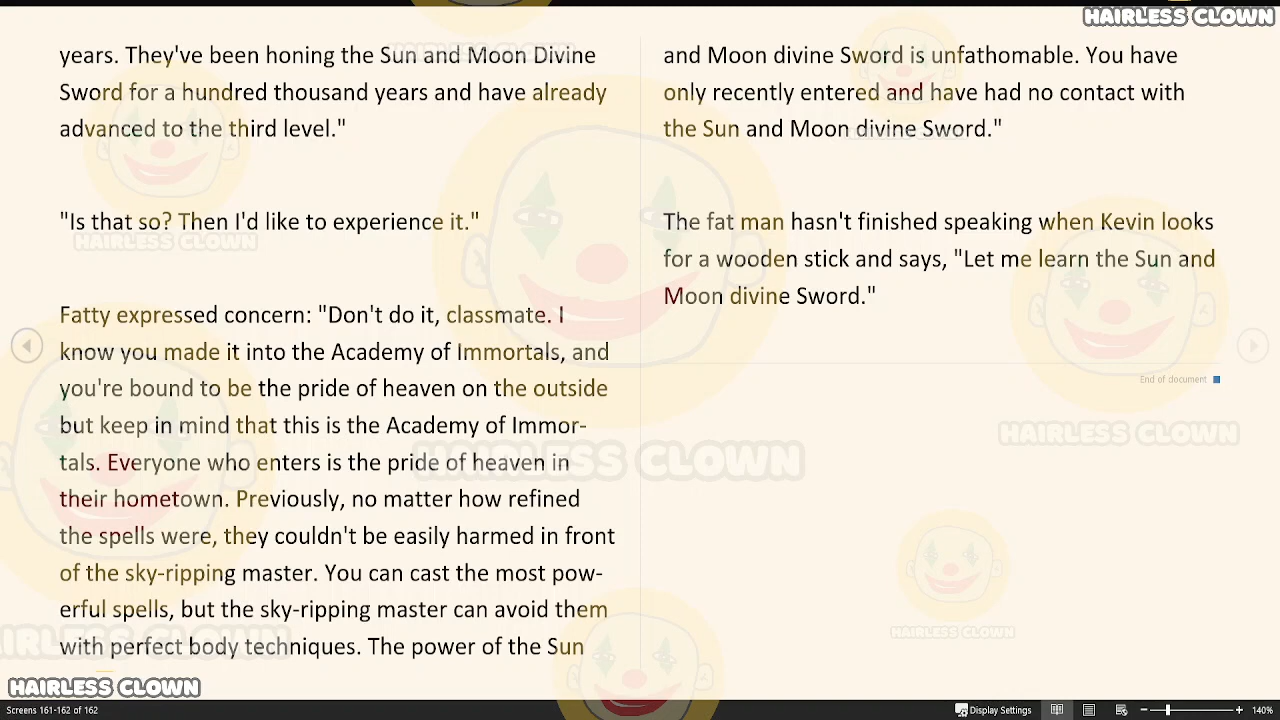 HAIRLESS CLOWN
years. They've been honing the Sun and Moon Divine
Sword for a hundred thousand years and have already
advanced to the third level."
"Is that so? Then I'd like to experience it."
HAIRLESS CLOWN
Fatty expressed concern: "Don't do it, classmate. I
know you made it into the Academy of Immortals, and
you're bound to be the pride of heaven on the outside
but keep in mind that this is the Academy of Immor-
tals. Everyone who enters is the pride of heaven in
their hometown. Previously, no matter how refined
the spells were, they couldn't be easily harmed in front
of the sky-ripping master. You can cast the most pow-
erful spells, but the sky-ripping master can avoid them
with perfect body techniques. The power of the Sun
and Moon divine Sword is unfathomable. You have
only recently entered and have had no contact with
the Sun and Moon divine Sword."
The fat man hasn't finished speaking when Kevin looks
for a wooden stick and says, "Let me learn the Sun and
Moon divine Sword."
End of document
HAIRLESS CLOWN
HAIRLESS CLOWN
HAIRLESS CLOWN
HAIRLESS CLOWN
HAIRLESS CLOWN
Screens 161-162 of 162
Display Settings
140%